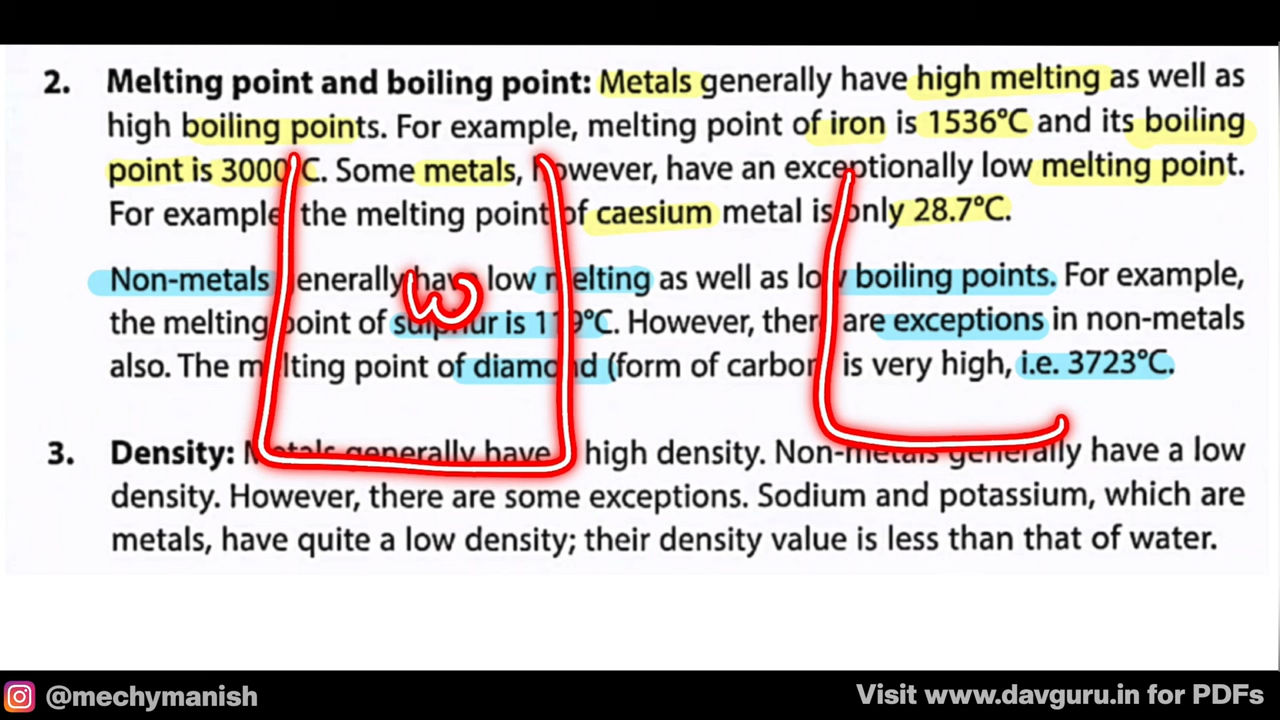 2. Melting point and boiling point: Metals generally have high melting as well as
high boiling points. For example, melting point of iron is 1536°C and its boiling
point is 3000°C. Some metals, however, have an exceptionally low melting point.
For example the melting point of caesium metal is only 28.7°C.
Non-metals generally have low melting as well as low boiling points. For example,
the melting point of sulphur is 119°C. However, there are exceptions in non-metals
also. The melting point of diamond (form of carbon) is very high, i.e. 3723°C.
w
3. Density: Metals generally have high density. Non-metals generally have a low
density. However, there are some exceptions. Sodium and potassium, which are
metals, have quite a low density; their density value is less than that of water.
@mechymanish
Visit www.davguru.in for PDFs